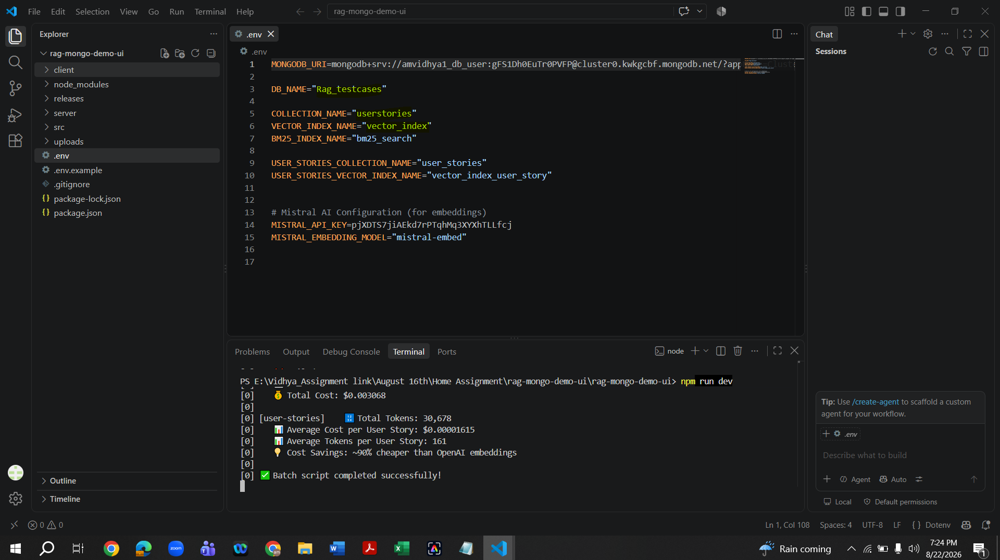 File Edit Selection View Go Run Terminal Help
rag-mongo-demo-ui
Explorer
rag-mongo-demo-ui
client
node_modules
releases
server
src
uploads
.env
.env.example
.gitignore
package-lock.json
package.json
Outline
Timeline
.env
.env
1 MONGODB_URI=mongodb+srv://amvidhya1_db_user:gFS1Dh0EuTr0PVFP@cluster0.kwkgcbf.mongodb.net/?app
2
3 DB_NAME="Rag_testcases"
4
5 COLLECTION_NAME="userstories"
6 VECTOR_INDEX_NAME="vector_index"
7 BM25_INDEX_NAME="bm25_search"
8
9 USER_STORIES_COLLECTION_NAME="user_stories"
10 USER_STORIES_VECTOR_INDEX_NAME="vector_index_user_story"
11
12
13 # Mistral AI Configuration (for embeddings)
14 MISTRAL_API_KEY=pjXDTS7jiAEkd7rPTqhMq3XYXhTLLfcj
15 MISTRAL_EMBEDDING_MODEL="mistral-embed"
16
17
Problems Output Debug Console Terminal Ports
node
PS E:\Vidhya_Assignment link\August 16th\Home Assignment\rag-mongo-demo-ui\rag-mongo-demo-ui> npm run dev
[0] 💰 Total Cost: $0.003068
[0]
[0] [user-stories] 🔢 Total Tokens: 30,678
[0] 📊 Average Cost per User Story: $0.00001615
[0] 📊 Average Tokens per User Story: 161
[0] 💡 Cost Savings: ~90% cheaper than OpenAI embeddings
[0]
[0] ✅ Batch script completed successfully!
Chat
Sessions
Tip: Use /create-agent to scaffold a custom
agent for your workflow.
.env
Describe what to build
Agent Auto
Local Default permissions
0 0
Ln 1, Col 108 Spaces: 4 UTF-8 LF { } Dotenv
zoom
am
Rain coming
7:24 PM
8/22/2026
1